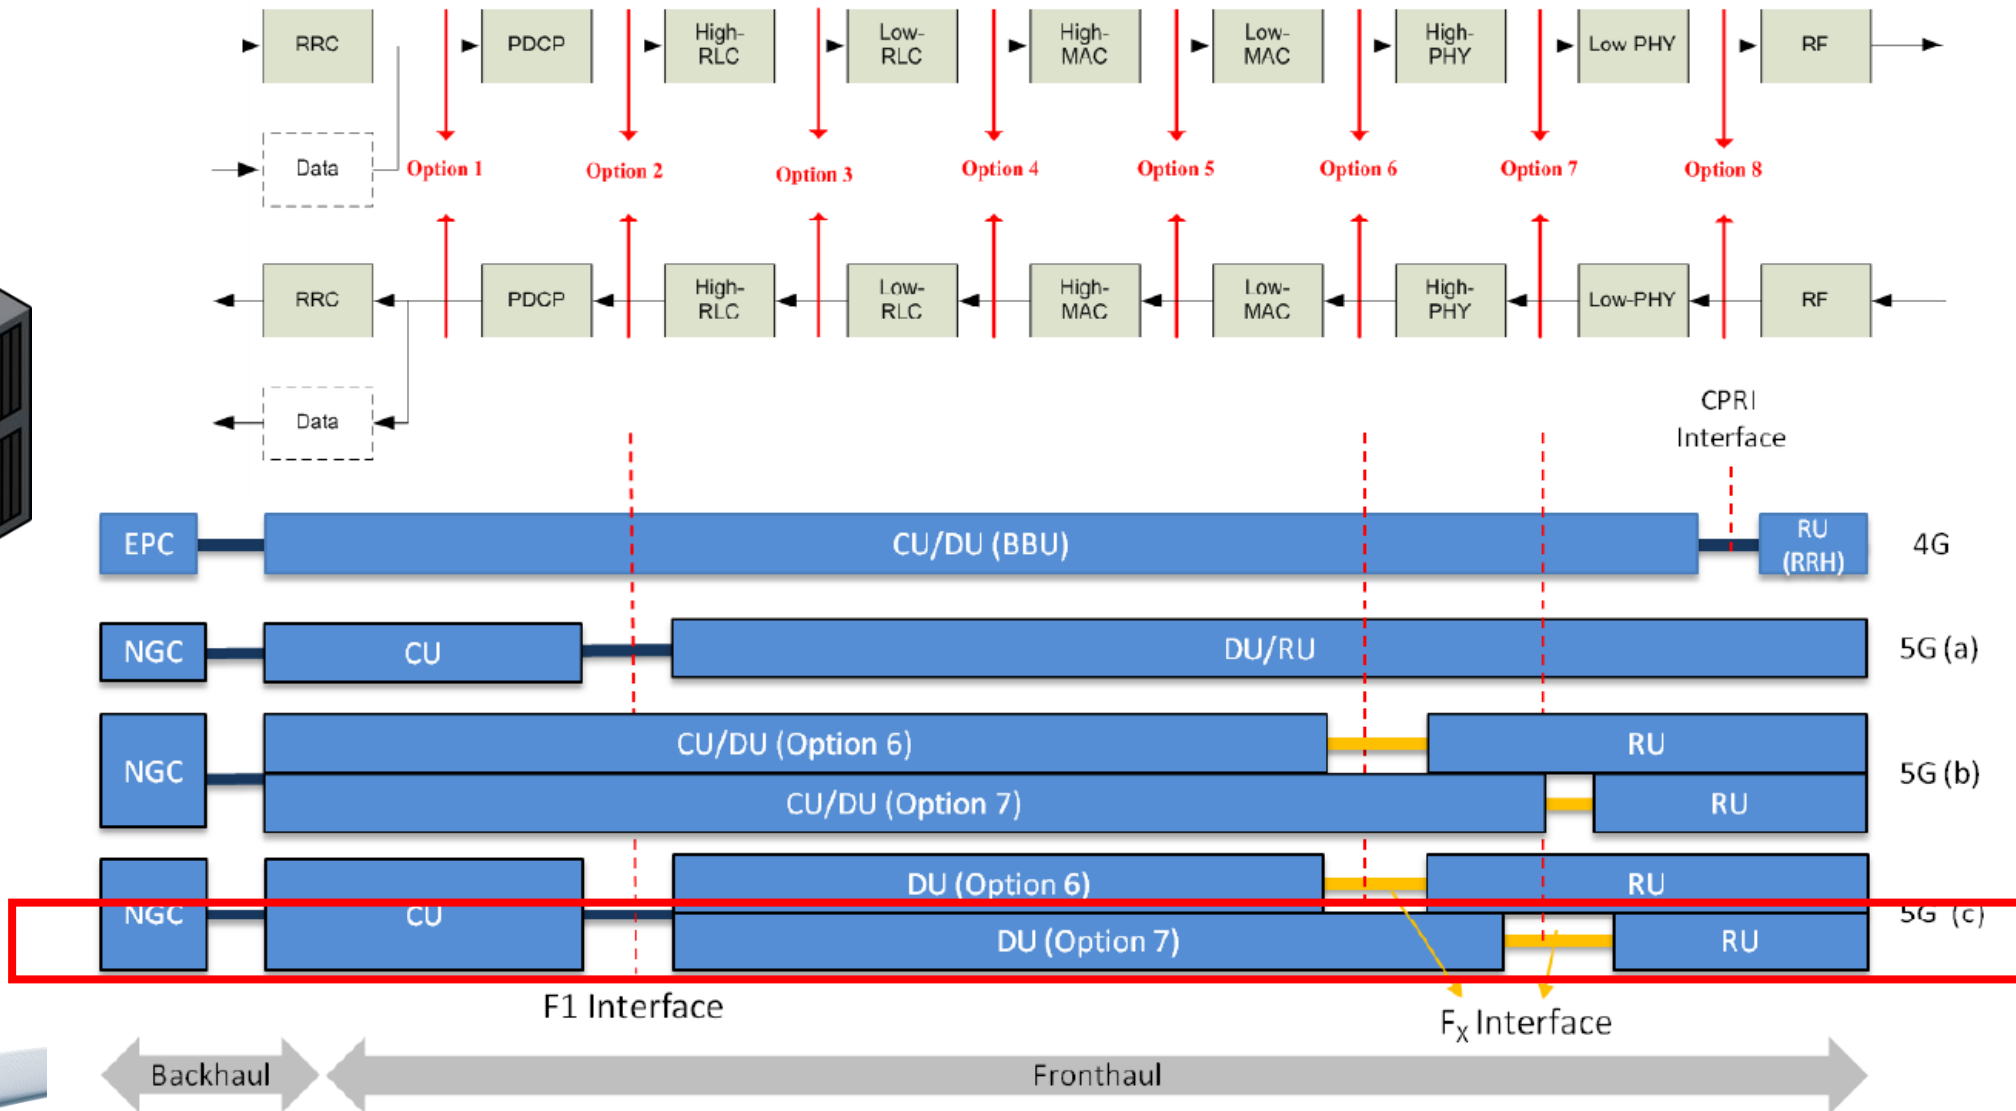 RRC
PDCP
High-
RLC
Low-
RLC
High-
MAC
Low-
MAC
High-
PHY
Low PHY
RF
Data
Option 1
Option 2
Option 3
Option 4
Option 5
Option 6
Option 7
Option 8
RRC
PDCP
High-
RLC
Low-
RLC
High-
MAC
Low-
MAC
High-
PHY
Low-PHY
RF
Data
CPRI
Interface
EPC
CU/DU (BBU)
RU
(RRH)
4G
NGC
CU
DU/RU
5G (a)
NGC
CU/DU (Option 6)
RU
CU/DU (Option 7)
RU
5G (b)
NGC
CU
DU (Option 6)
RU
DU (Option 7)
RU
5G (c)
F1 Interface
FX Interface
Backhaul
Fronthaul